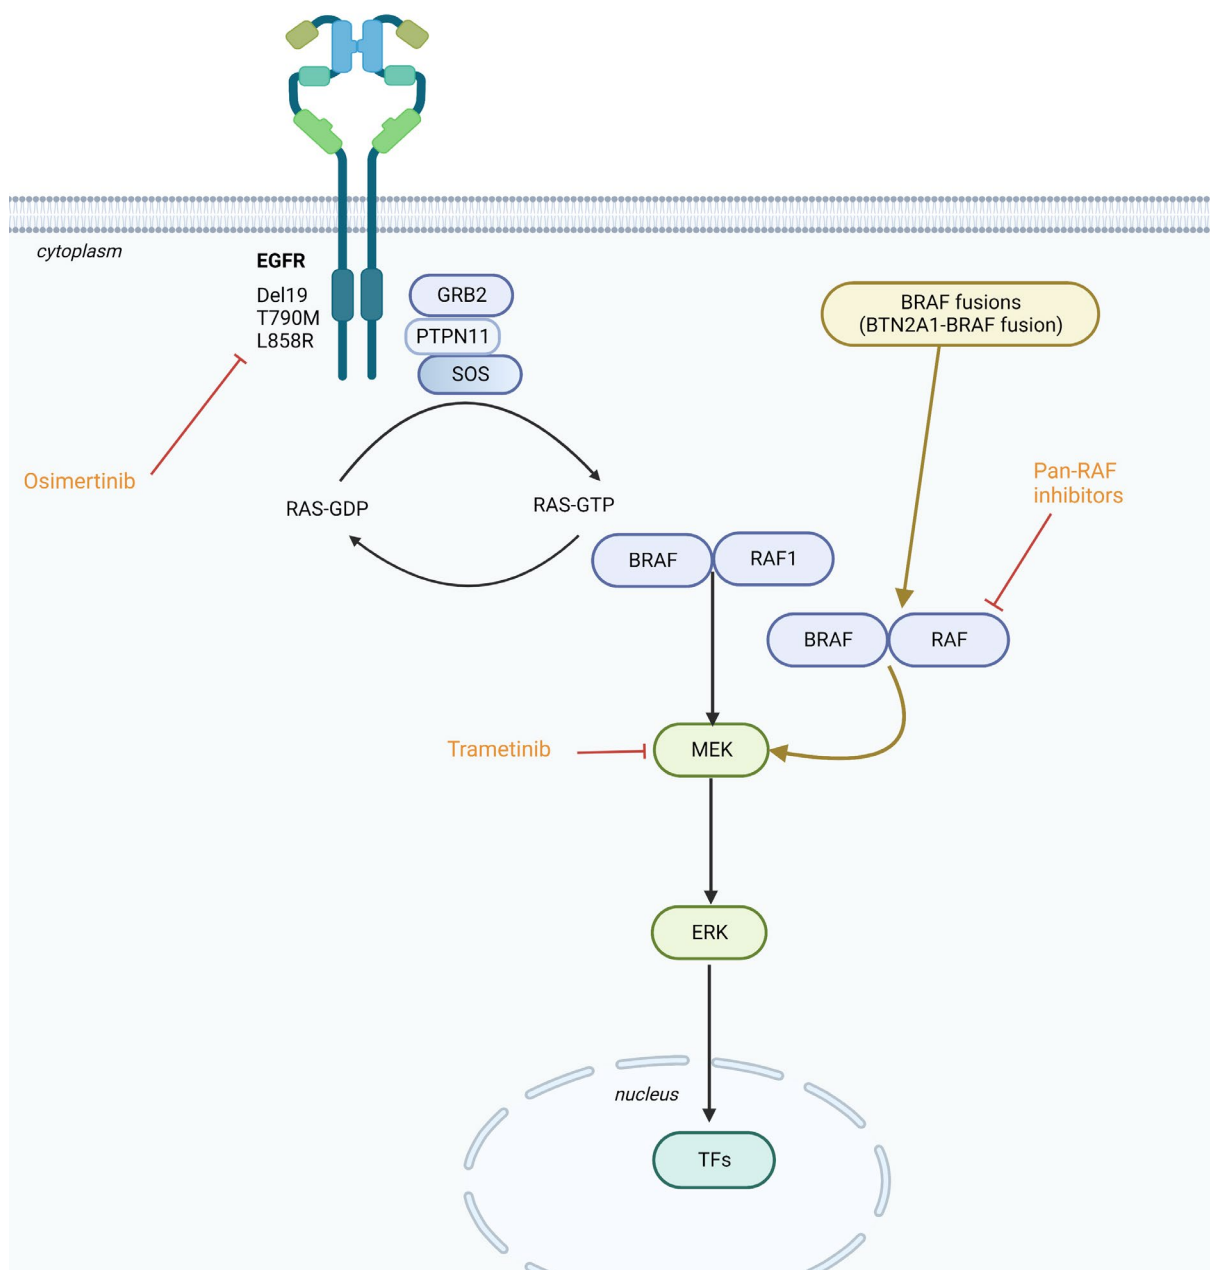 cytoplasm
EGFR
Del19
T790M
L858R
GRB2
PTPN11
SOS
BRAF fusions
(BTN2A1-BRAF fusion)
Osimertinib
Pan-RAF
inhibitors
RAS-GDP
RAS-GTP
BRAF
RAF1
BRAF
RAF
Trametinib
MEK
ERK
nucleus
TFs